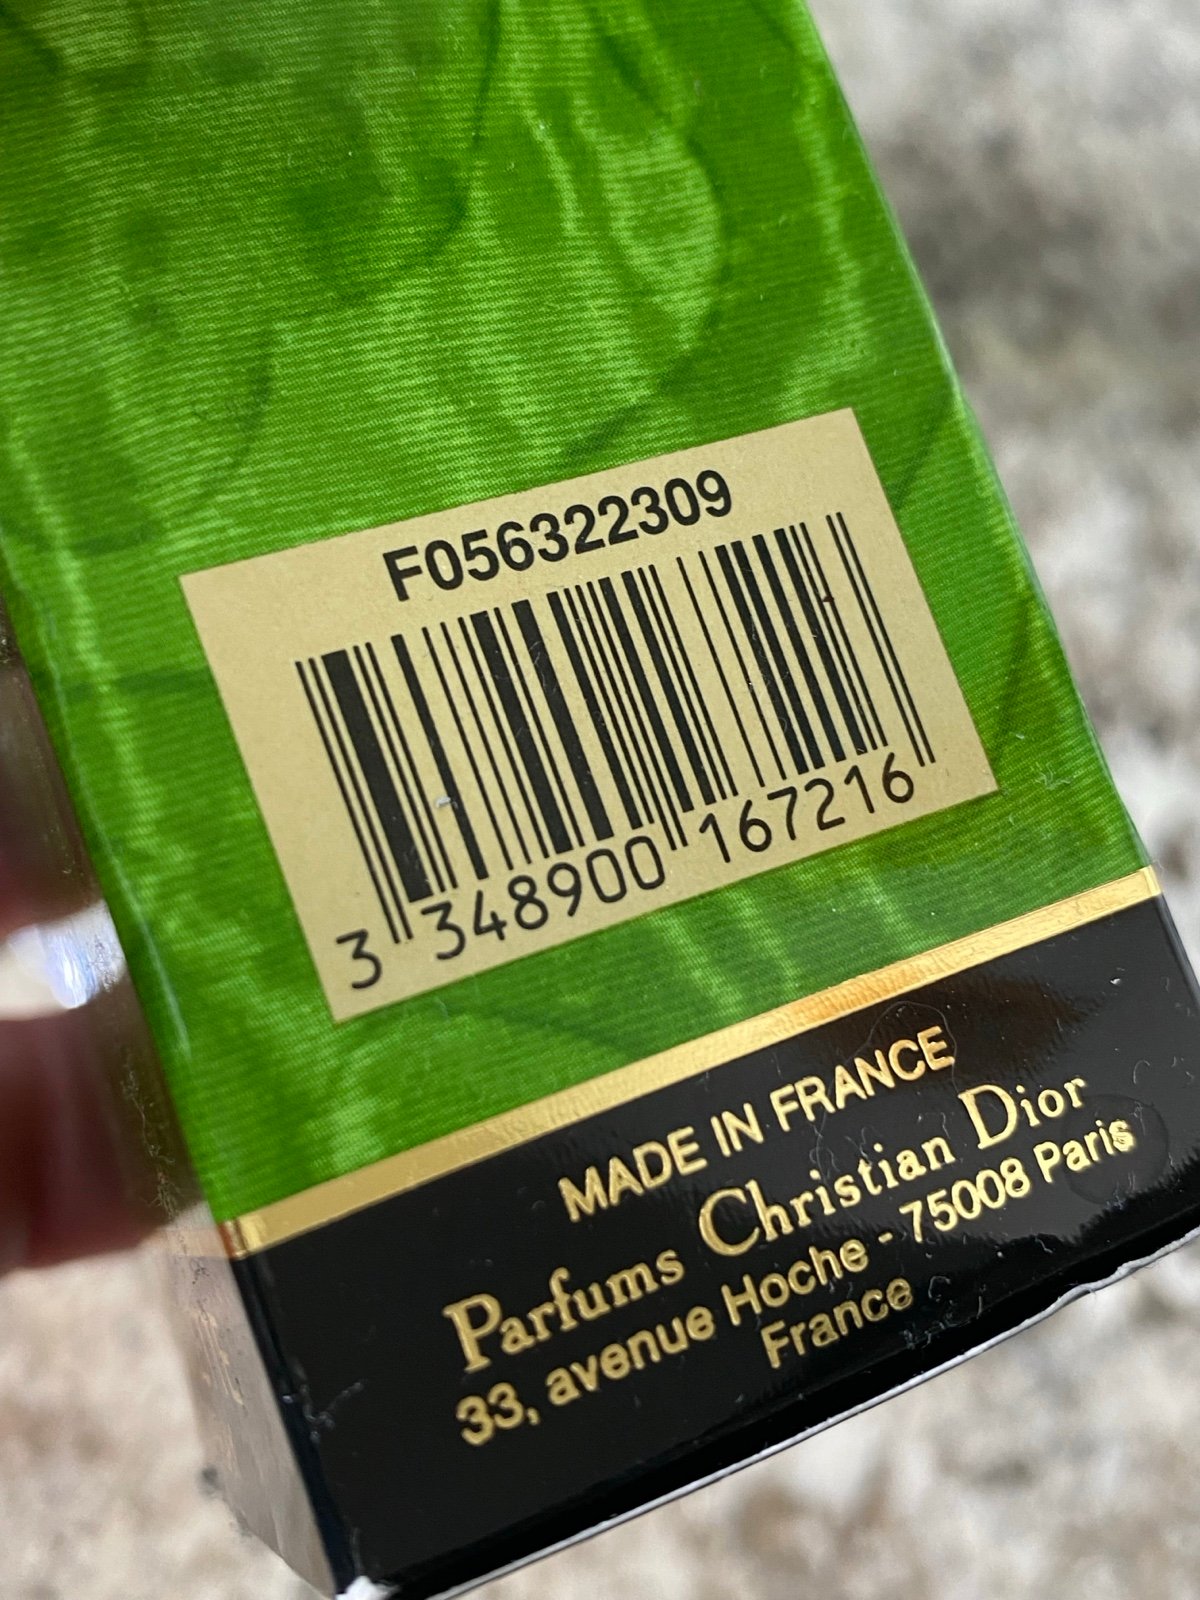 F056322309
3 348900 167216
MADE IN FRANCE
Parfums Christian Dior
33, avenue Hoche - 75008 Paris
France